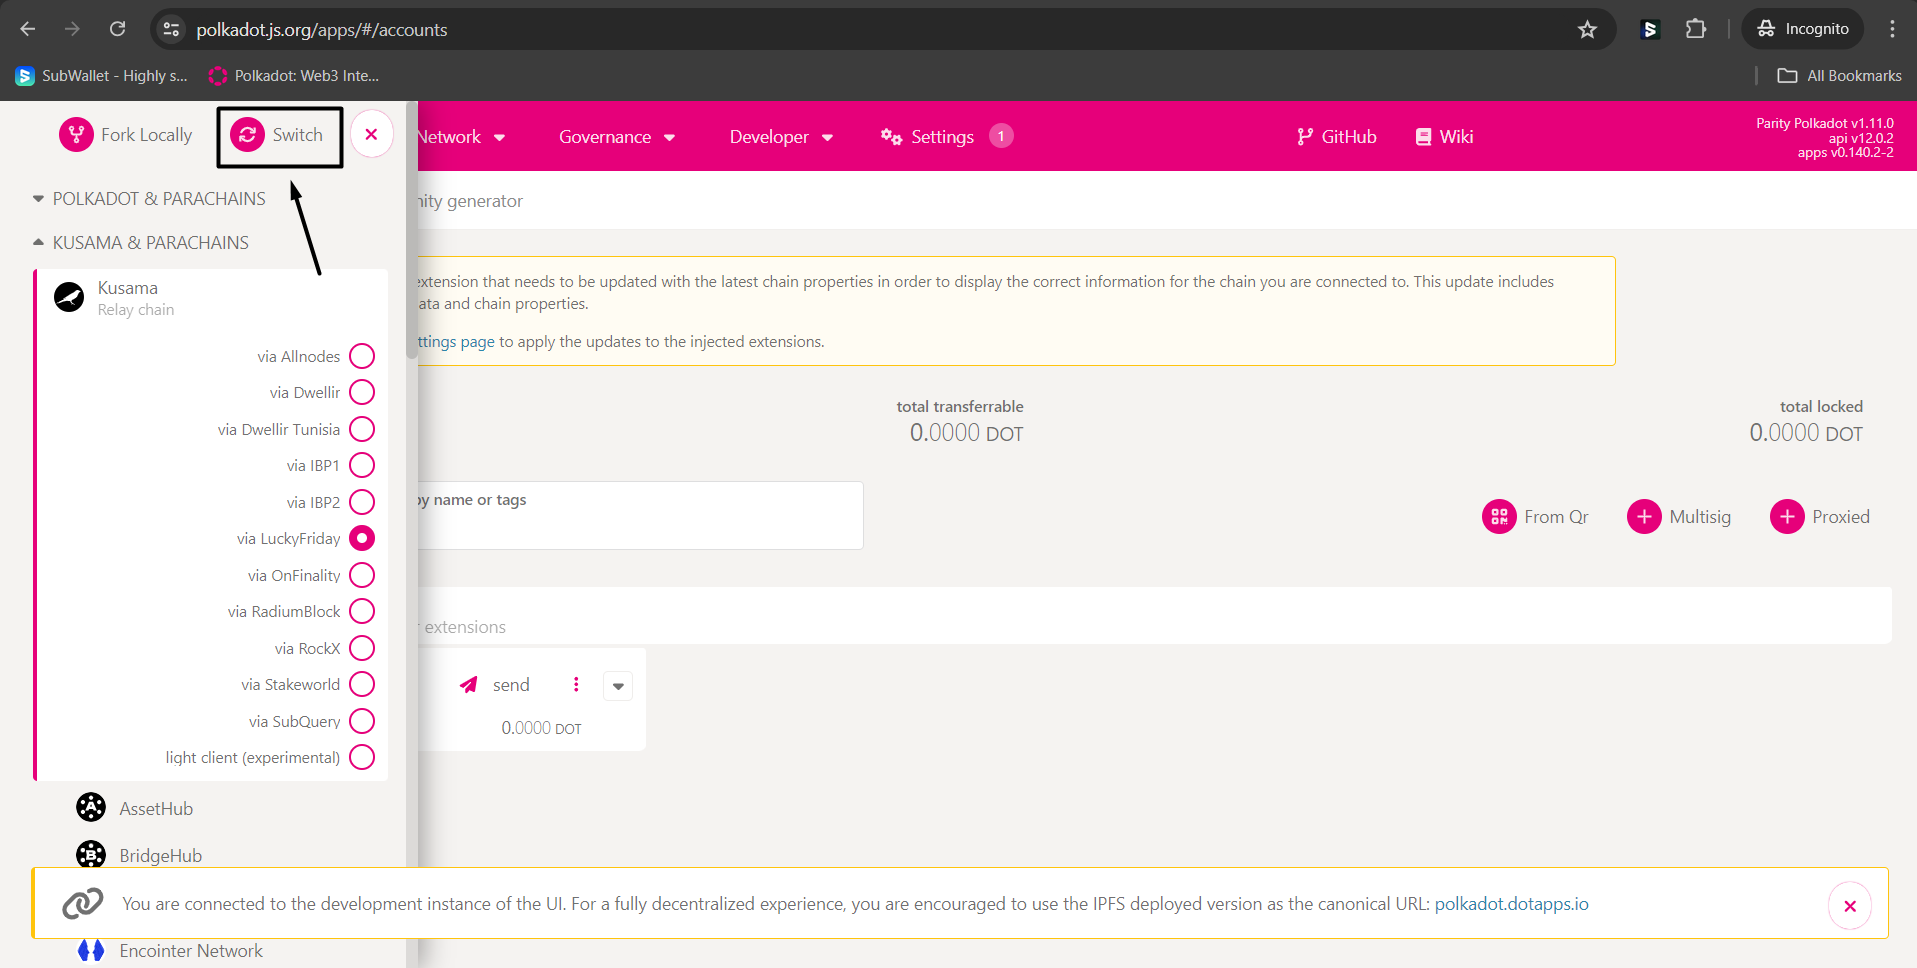 polkadot.js.org/apps/#/accounts
Incognito
SubWallet - Highly s...
Polkadot: Web3 Inte...
All Bookmarks
Fork Locally
Switch
Network
Governance
Developer
Settings
1
GitHub
Wiki
Parity Polkadot v1.11.0
api v12.0.2
apps v0.140.2-2
POLKADOT & PARACHAINS
KUSAMA & PARACHAINS
Kusama
Relay chain
via Allnodes
via Dwellir
via Dwellir Tunisia
via IBP1
via IBP2
via LuckyFriday
via OnFinality
via RadiumBlock
via RockX
via Stakeworld
via SubQuery
light client (experimental)
AssetHub
BridgeHub
Encointer Network
generator
extension that needs to be updated with the latest chain properties in order to display the correct information for the chain you are connected to. This update includes
and chain properties.
page to apply the updates to the injected extensions.
total transferrable
0.0000 DOT
total locked
0.0000 DOT
by name or tags
From Qr
Multisig
Proxied
extensions
send
0.0000 DOT
You are connected to the development instance of the UI. For a fully decentralized experience, you are encouraged to use the IPFS deployed version as the canonical URL: polkadot.dotapps.io